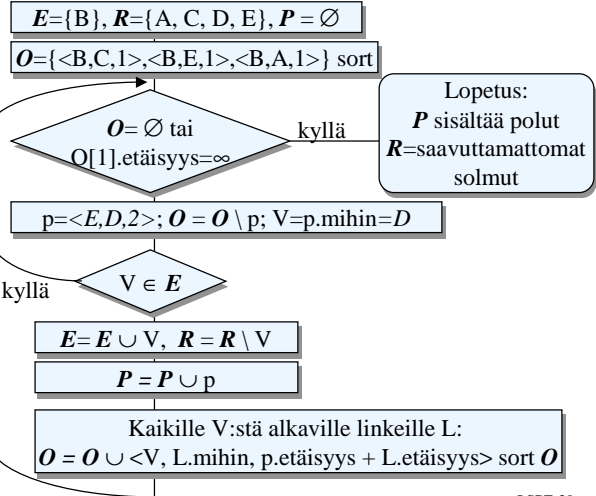 E={B}, R={A, C, D, E}, P = ∅
O={<B,C,1>,<B,E,1>,<B,A,1>} sort
O= ∅ tai
O[1].etäisyys=∞
kyllä
Lopetus:
P sisältää polut
R=saavuttamattomat
solmut
p=<E,D,2>; O = O \ p; V=p.mihin=D
V ∈ E
kyllä
E= E ∪ V, R = R \ V
P = P ∪ p
Kaikille V:stä alkaville linkeille L:
O = O ∪ <V, L.mihin, p.etäisyys + L.etäisyys> sort O